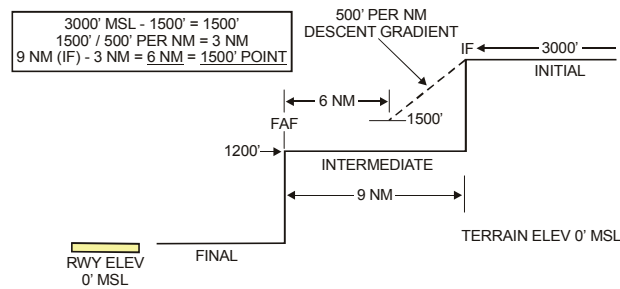 3000' MSL - 1500' = 1500'
1500' / 500' PER NM = 3 NM
9 NM (IF) - 3 NM = 6 NM = 1500' POINT
500' PER NM
DESCENT GRADIENT
IF
3000'
INITIAL
6 NM
1500'
FAF
1200'
INTERMEDIATE
9 NM
TERRAIN ELEV 0' MSL
FINAL
RWY ELEV
0' MSL